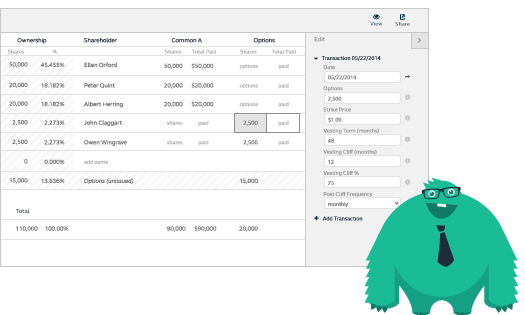 View Share
Ownership Shareholder Common A Options
Shares % Shares Total Paid Shares Total Paid
50,000 45.455% Ellen Orford 50,000 $50,000 options paid
20,000 18.182% Peter Quint 20,000 $20,000 options paid
20,000 18.182% Albert Herring 20,000 $20,000 options paid
2,500 2.273% John Claggart shares paid 2,500 paid
2,500 2.273% Owen Wingrave shares paid 2,500 paid
0 0.000% add name
15,000 13.636% Options (unissued) 15,000
Total
110,000 100.00% 90,000 $90,000 20,000
Edit >
Transaction 05/22/2014
Date
05/22/2014
Options
2,500
Strike Price
$1.00
Vesting Term (months)
48
Vesting Cliff (months)
12
Vesting Cliff %
25
Post Cliff Frequency
monthly
+ Add Transaction